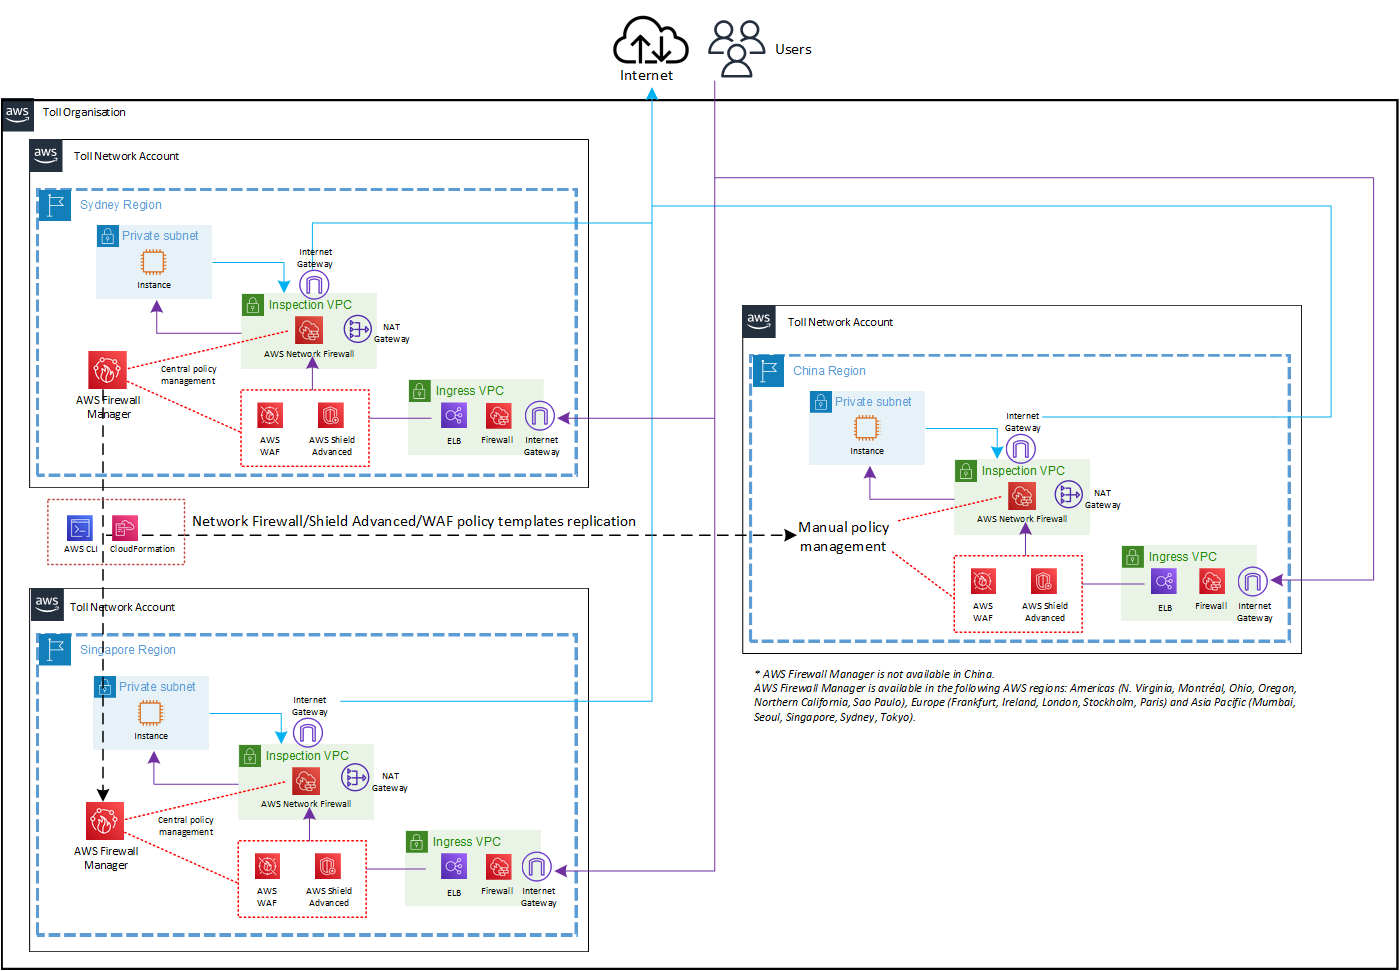 Internet
Users
aws
Toll Organisation
aws
Toll Network Account
Sydney Region
Private subnet
Instance
Internet
Gateway
Inspection VPC
NAT
Gateway
AWS Network Firewall
Central policy
management
AWS Firewall
Manager
AWS
WAF
AWS Shield
Advanced
Ingress VPC
ELB
Firewall
Internet
Gateway
AWS CLI
CloudFormation
Network Firewall/Shield Advanced/WAF policy templates replication
aws
Toll Network Account
Singapore Region
Private subnet
Instance
Internet
Gateway
Inspection VPC
NAT
Gateway
AWS Network Firewall
Central policy
management
AWS Firewall
Manager
AWS
WAF
AWS Shield
Advanced
Ingress VPC
ELB
Firewall
Internet
Gateway
aws
Toll Network Account
China Region
Private subnet
Instance
Internet
Gateway
Inspection VPC
NAT
Gateway
AWS Network Firewall
Manual policy
management
AWS
WAF
AWS Shield
Advanced
Ingress VPC
ELB
Firewall
Internet
Gateway
* AWS Firewall Manager is not available in China.
AWS Firewall Manager is available in the following AWS regions: Americas (N. Virginia, Montréal, Ohio, Oregon,
Northern California, Sao Paulo), Europe (Frankfurt, Ireland, London, Stockholm, Paris) and Asia Pacific (Mumbai,
Seoul, Singapore, Sydney, Tokyo).